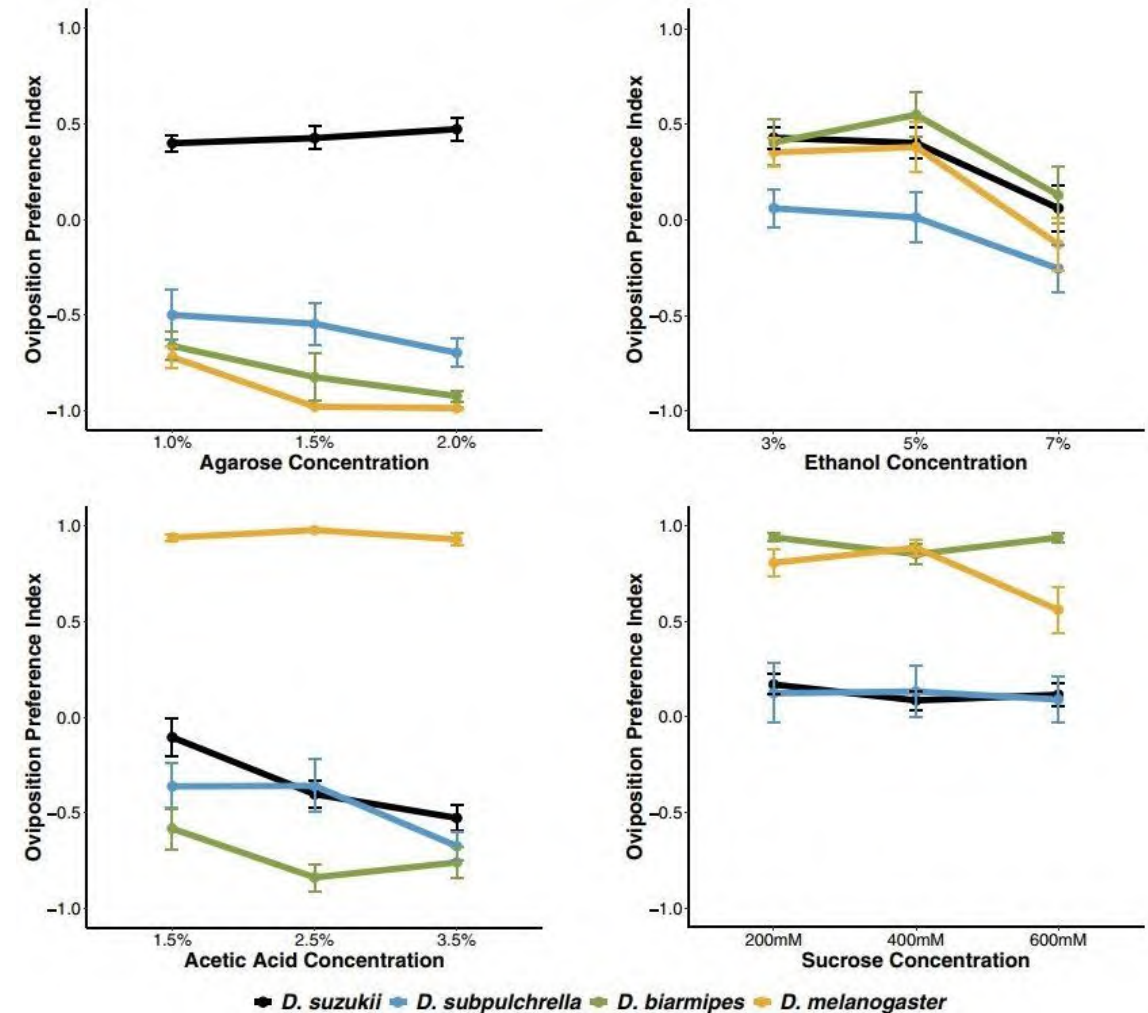 Oviposition Preference Index
1.0
0.5
0.0
−0.5
−1.0
1.0%
1.5%
2.0%
Agarose Concentration
Oviposition Preference Index
1.0
0.5
0.0
−0.5
−1.0
3%
5%
7%
Ethanol Concentration
Oviposition Preference Index
1.0
0.5
0.0
−0.5
−1.0
1.5%
2.5%
3.5%
Acetic Acid Concentration
Oviposition Preference Index
1.0
0.5
0.0
−0.5
−1.0
200mM
400mM
600mM
Sucrose Concentration
D. suzukii D. subpulchrella D. biarmipes D. melanogaster